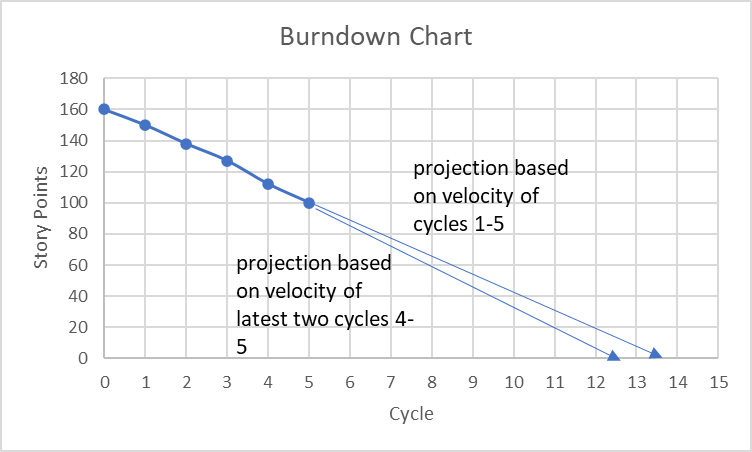 Burndown Chart
180
160
140
120
100
80
60
40
20
0
Story Points
projection based
on velocity of
cycles 1-5
projection based
on velocity of
latest two cycles 4-
5
0 1 2 3 4 5 6 7 8 9 10 11 12 13 14 15
Cycle